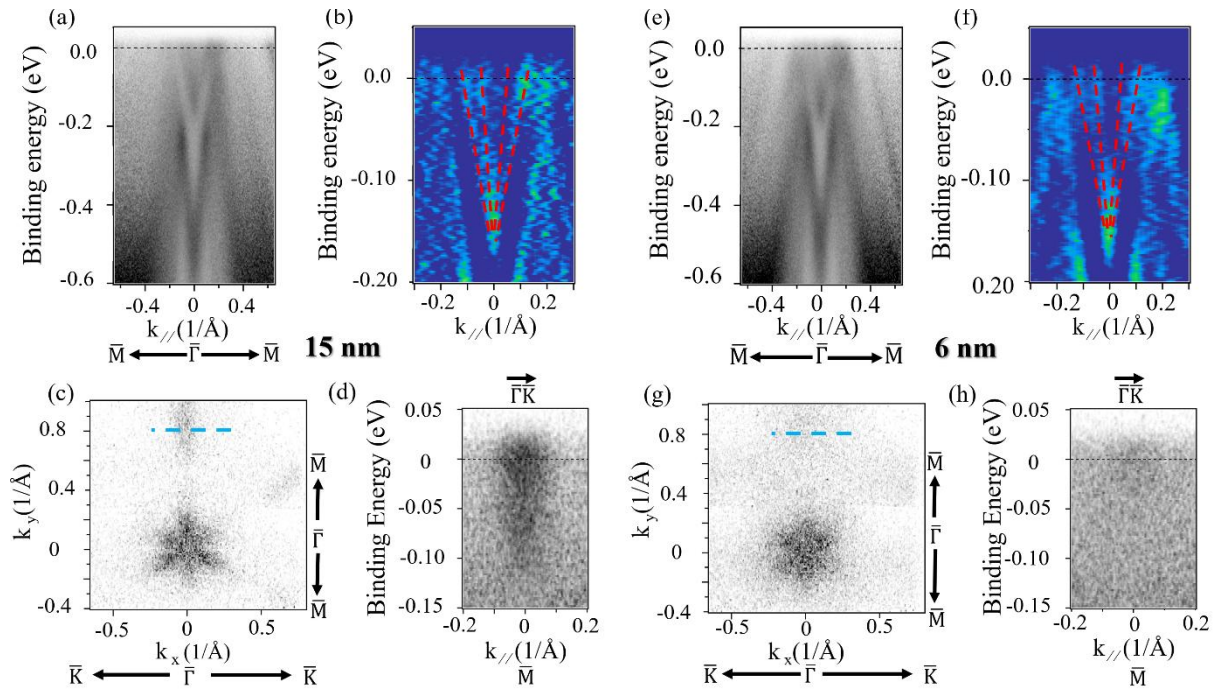 (a)
Binding energy (eV)
0.0
-0.2
-0.4
-0.6
-0.4 0 0.4
k//(1/Å)
M̅ Γ̅ M̅
(b)
Binding energy (eV)
0.0
-0.10
0.20
-0.2 0 0.2
k//(1/Å)
15 nm
(e)
Binding energy (eV)
0.0
-0.2
-0.4
-0.6
-0.4 0 0.4
k//(1/Å)
M̅ Γ̅ M̅
(f)
Binding energy (eV)
0.0
-0.10
0.20
-0.2 0 0.2
k//(1/Å)
6 nm
(c)
k y(1/Å)
0.8
0.4
0
-0.4
-0.5 0 0.5
k x(1/Å)
K̅ Γ̅ K̅
M̅
Γ̅
M̅
(d)
Γ̅K̅
Binding Energy (eV)
0.05
0
-0.05
-0.10
-0.15
-0.2 0 0.2
k//(1/Å)
M̅
(g)
k y(1/Å)
0.8
0.4
0
-0.4
-0.5 0 0.5
k x(1/Å)
K̅ Γ̅ K̅
M̅
Γ̅
M̅
(h)
Γ̅K̅
Binding Energy (eV)
0.05
0
-0.05
-0.10
-0.15
-0.2 0 0.2
k//(1/Å)
M̅